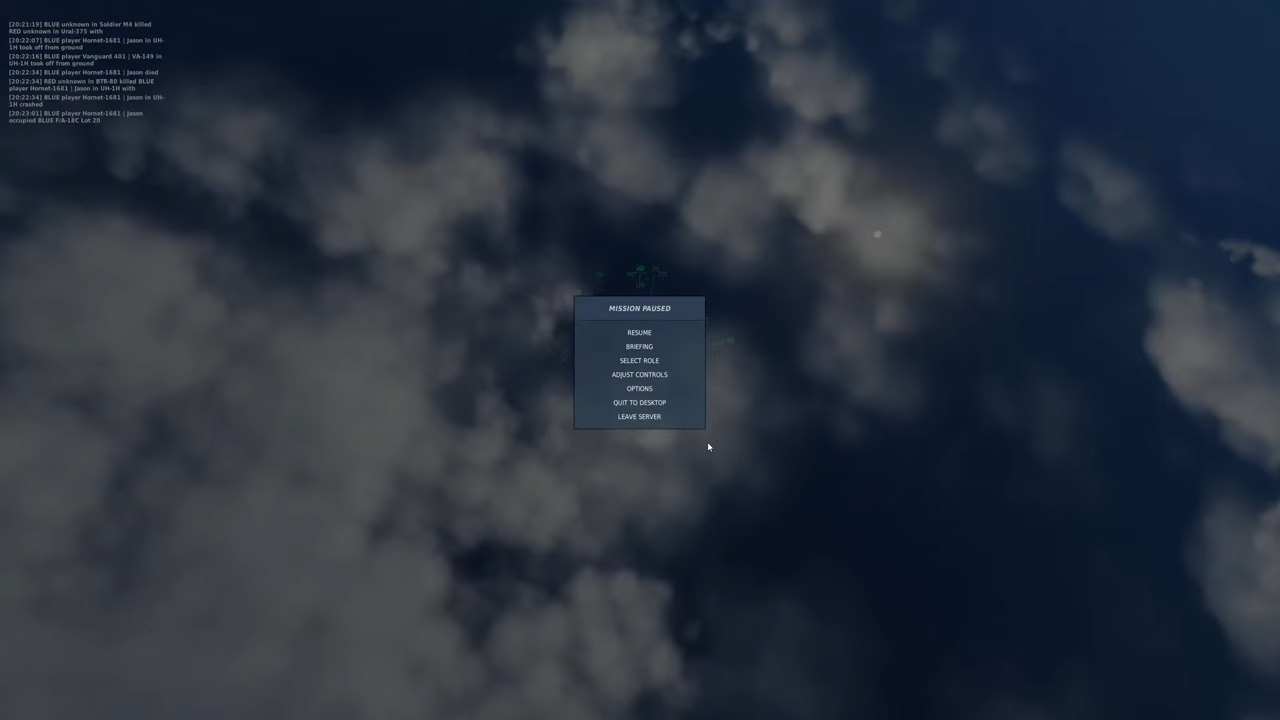 [20:21:19] BLUE unknown in Soldier M4 killed
RED unknown in Ural-375 with
[20:22:07] BLUE player Hornet-1681 | Jason in UH-
1H took off from ground
[20:22:16] BLUE player Vanguard 401 | VA-149 in
UH-1H took off from ground
[20:22:34] BLUE player Hornet-1681 | Jason died
[20:22:34] RED unknown in BTR-80 killed BLUE
player Hornet-1681 | Jason in UH-1H with
[20:22:34] BLUE player Hornet-1681 | Jason in UH-
1H crashed
[20:23:01] BLUE player Hornet-1681 | Jason
occupied BLUE F/A-18C Lot 20
MISSION PAUSED
RESUME
BRIEFING
SELECT ROLE
ADJUST CONTROLS
OPTIONS
QUIT TO DESKTOP
LEAVE SERVER